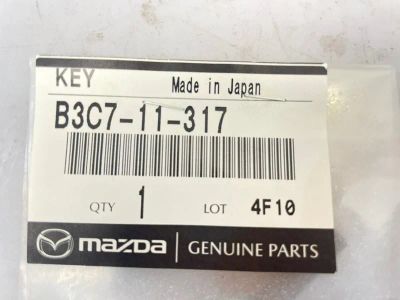 KEY Made in Japan
B3C7-11-317
QTY 1 LOT 4F10
mazda GENUINE PARTS